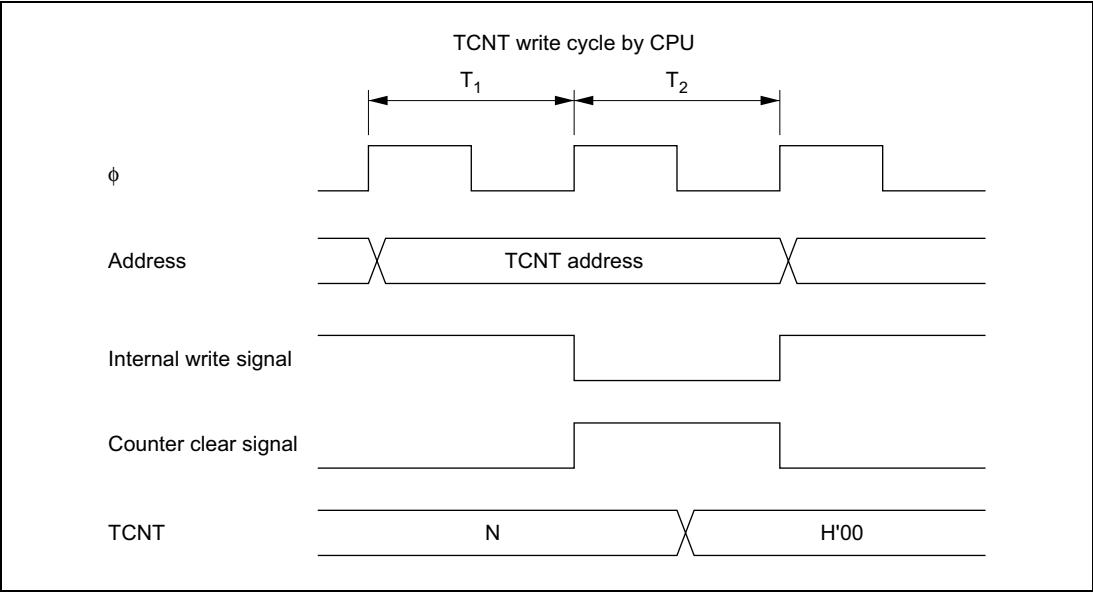 TCNT write cycle by CPU
T1 T2
ϕ
Address TCNT address
Internal write signal
Counter clear signal
TCNT N H'00